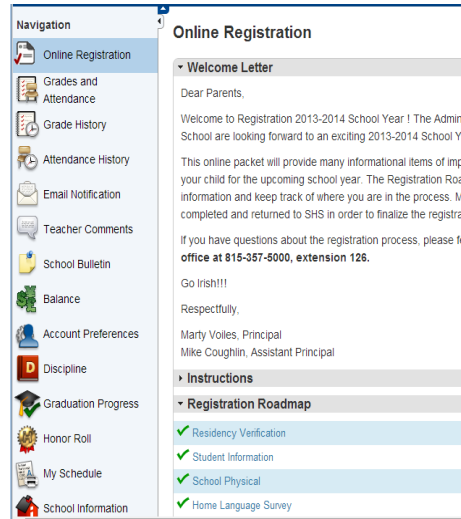 Navigation
Online Registration
Grades and
Attendance
Grade History
Attendance History
Email Notification
Teacher Comments
School Bulletin
Balance
Account Preferences
Discipline
Graduation Progress
Honor Roll
My Schedule
School Information
Online Registration
Welcome Letter
Dear Parents,
Welcome to Registration 2013-2014 School Year ! The Admin
School are looking forward to an exciting 2013-2014 School Y
This online packet will provide many informational items of imp
your child for the upcoming school year. The Registration Roa
information and keep track of where you are in the process. M
completed and returned to SHS in order to finalize the registra
If you have questions about the registration process, please f
office at 815-357-5000, extension 126.
Go Irish!!!
Respectfully,
Marty Voiles, Principal
Mike Coughlin, Assistant Principal
Instructions
Registration Roadmap
Residency Verification
Student Information
School Physical
Home Language Survey